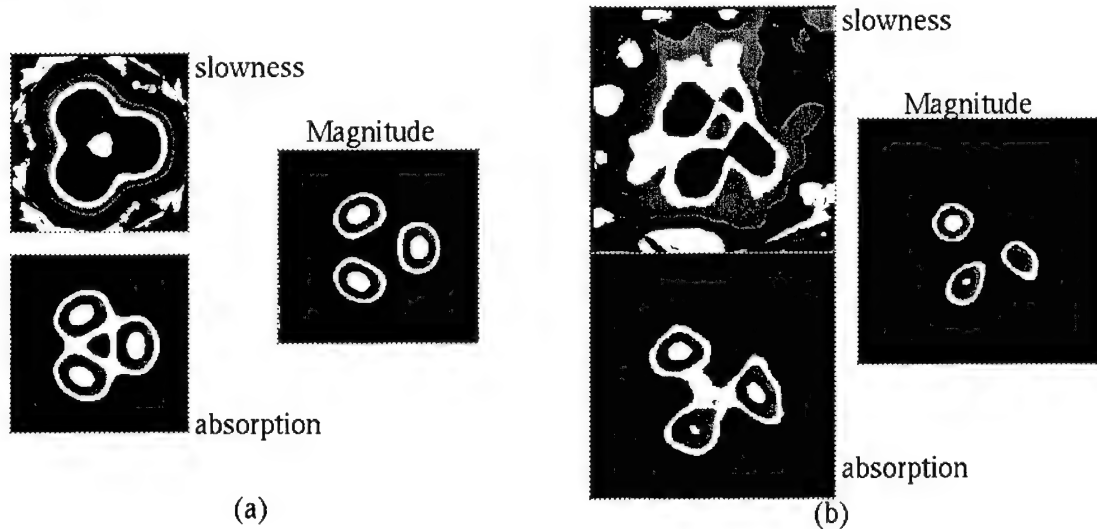 slowness
Magnitude
absorption
(a)
slowness
Magnitude
absorption
(b)